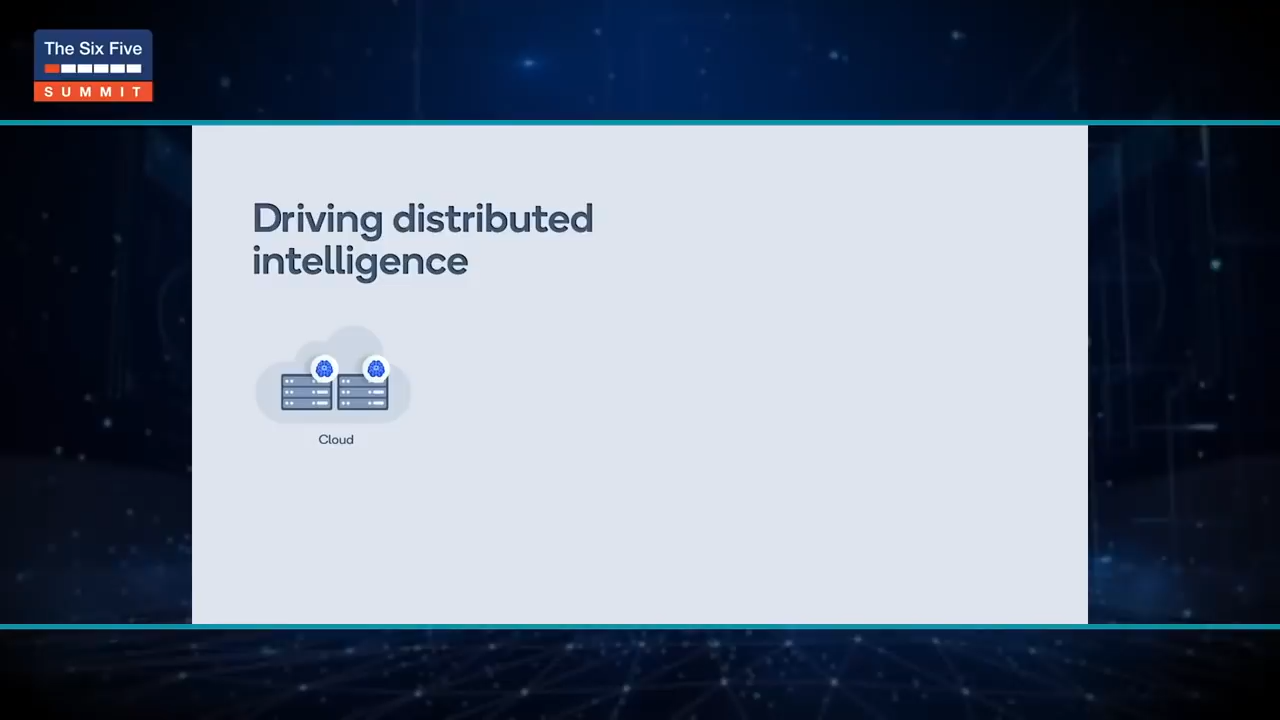 The Six Five
SUMMIT
Driving distributed
intelligence
Cloud